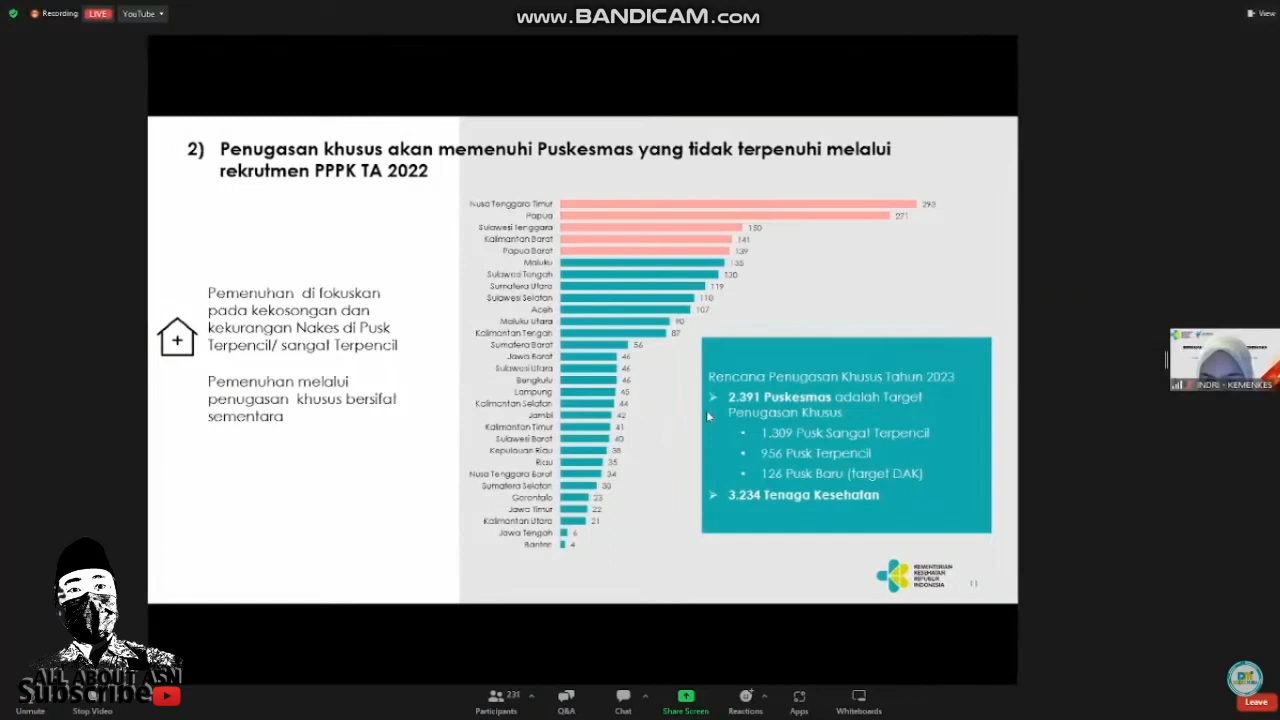 Recording
LIVE
YouTube
www.BANDICAM.com
View
2) Penugasan khusus akan memenuhi Puskesmas yang tidak terpenuhi melalui
rekrutmen PPPK TA 2022
Pemenuhan di fokuskan
pada kekosongan dan
kekurangan Nakes di Pusk
Terpencil/ sangat Terpencil
Pemenuhan melalui
penugasan khusus bersifat
sementara
Nusa Tenggara Timur 293
Papua 271
Sulawesi Tenggara 150
Kalimantan Barat 141
Papua Barat 139
Maluku 135
Sulawesi Tengah 130
Sumatera Utara 119
Sulawesi Selatan 110
Aceh 107
Maluku Utara 90
Kalimantan Tengah 87
Sumatera Barat 56
Jawa Barat 46
Sulawesi Utara 46
Bengkulu 46
Lampung 45
Kalimantan Selatan 44
Jambi 42
Kalimantan Timur 41
Sulawesi Barat 40
Kepulauan Riau 38
Riau 35
Nusa Tenggara Barat 34
Sumatera Selatan 30
Gorontalo 23
Jawa Timur 22
Kalimantan Utara 21
Jawa Tengah 6
Banten 4
Rencana Penugasan Khusus Tahun 2023
2.391 Puskesmas adalah Target
Penugasan Khusus
• 1.309 Pusk Sangat Terpencil
• 956 Pusk Terpencil
• 126 Pusk Baru (target DAK)
3.234 Tenaga Kesehatan
KEMENTERIAN
KESEHATAN
REPUBLIK
INDONESIA
11
INDRI - KEMENKES
ALL ABOUT ASN
Subscribe
Unmute
Stop Video
231
Participants
Q&A
Chat
Share Screen
Reactions
Apps
Whiteboards
Leave